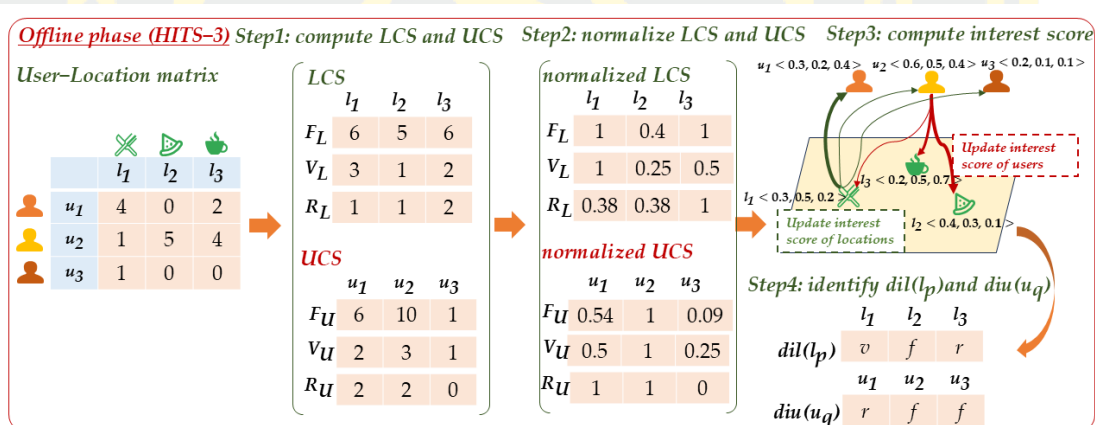 Offline phase (HITS–3) Step1: compute LCS and UCS Step2: normalize LCS and UCS Step3: compute interest score
User–Location matrix
l1 l2 l3
u1 4 0 2
u2 1 5 4
u3 1 0 0
LCS
l1 l2 l3
FL 6 5 6
VL 3 1 2
RL 1 1 2
UCS
u1 u2 u3
FU 6 10 1
VU 2 3 1
RU 2 2 0
normalized LCS
l1 l2 l3
FL 1 0.4 1
VL 1 0.25 0.5
RL 0.38 0.38 1
normalized UCS
u1 u2 u3
FU 0.54 1 0.09
VU 0.5 1 0.25
RU 1 1 0
u1 < 0.3, 0.2, 0.4 > u2 < 0.6, 0.5, 0.4 > u3 < 0.2, 0.1, 0.1 >
Update interest
score of users
l3 < 0.2, 0.5, 0.7 >
l1 < 0.3, 0.5, 0.2 >
Update interest
score of locations
l2 < 0.4, 0.3, 0.1 >
Step4: identify dil(lp)and diu(uq)
l1 l2 l3
dil(lp) v f r
u1 u2 u3
diu(uq) r f f